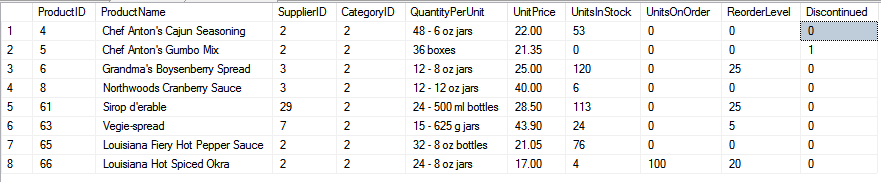 ProductID ProductName SupplierID CategoryID QuantityPerUnit UnitPrice UnitsInStock UnitsOnOrder ReorderLevel Discontinued
1 4 Chef Anton's Cajun Seasoning 2 2 48 - 6 oz jars 22.00 53 0 0 0
2 5 Chef Anton's Gumbo Mix 2 2 36 boxes 21.35 0 0 0 1
3 6 Grandma's Boysenberry Spread 3 2 12 - 8 oz jars 25.00 120 0 25 0
4 8 Northwoods Cranberry Sauce 3 2 12 - 12 oz jars 40.00 6 0 0 0
5 61 Sirop d'erable 29 2 24 - 500 ml bottles 28.50 113 0 25 0
6 63 Vegie-spread 7 2 15 - 625 g jars 43.90 24 0 5 0
7 65 Louisiana Fiery Hot Pepper Sauce 2 2 32 - 8 oz bottles 21.05 76 0 0 0
8 66 Louisiana Hot Spiced Okra 2 2 24 - 8 oz jars 17.00 4 100 20 0